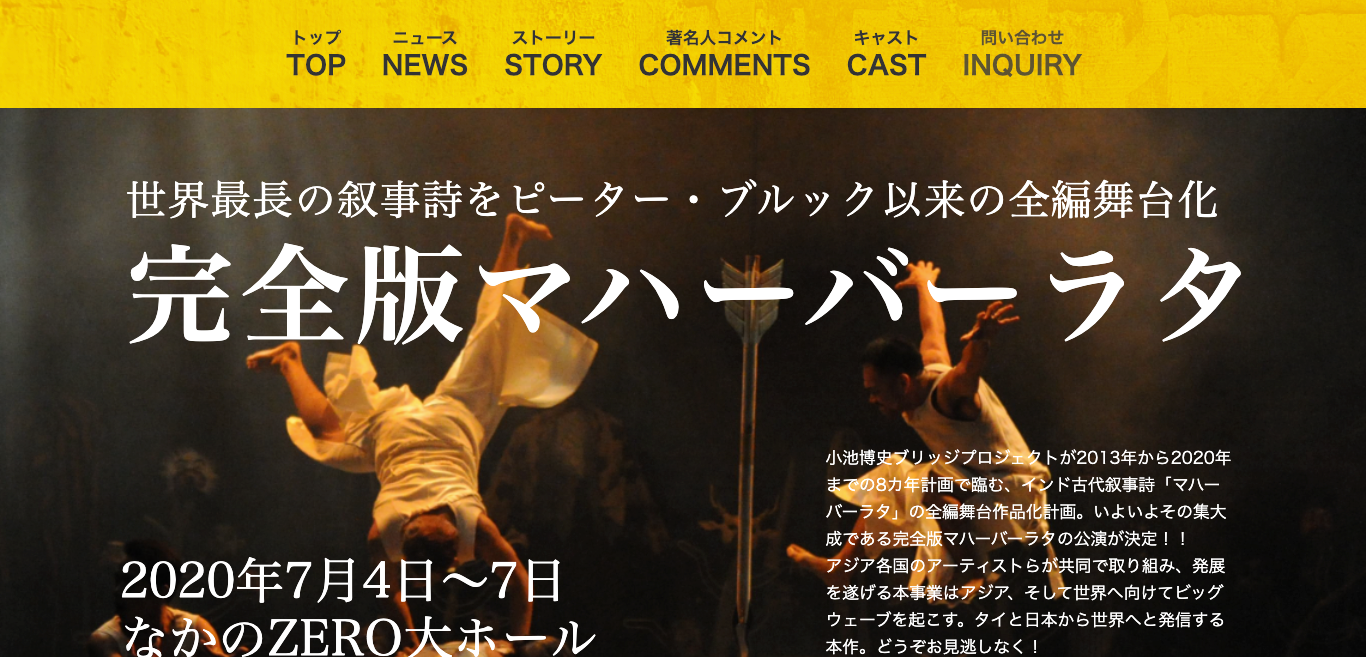 トップ ニュース ストーリー 著名人コメント キャスト 問い合わせ
TOP NEWS STORY COMMENTS CAST INQUIRY
世界最長の叙事詩をピーター・ブルック以来の全編舞台化
完全版マハーバーラタ
小池博史ブリッジプロジェクトが2013年から2020年
までの8カ年計画で臨む、インド古代叙事詩「マハー
バーラタ」の全編舞台作品化計画。いよいよその集大
成である完全版マハーバーラタの公演が決定！！
アジア各国のアーティストらが共同で取り組み、発展
を遂げる本事業はアジア、そして世界へ向けてビッグ
ウェーブを起こす。タイと日本から世界へと発信する
本作。どうぞお見逃しなく！
2020年7月4日〜7日
なかのZERO大ホール